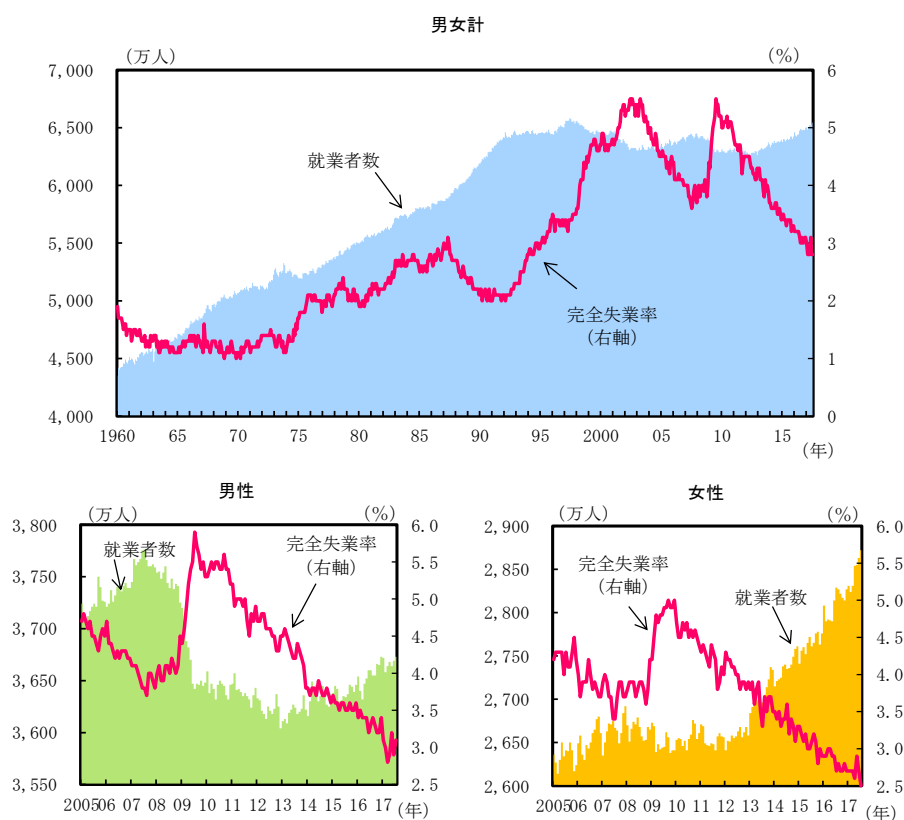 男女計
(万人) (%)
7,000 6
6,500 5
就業者数
6,000 4
5,500 3
5,000 2
完全失業率
(右軸)
4,500 1
4,000 0
1960 65 70 75 80 85 90 95 2000 05 10 15
(年)
男性 女性
(万人) (%) (万人) (%)
3,800 6.0 2,900 6.0
就業者数 完全失業率
(右軸)
完全失業率
(右軸)
就業者数
3,750 5.5 2,850 5.5
3,700 5.0 2,800 5.0
4.5 2,750 4.5
3,650 4.0 4.0
3.5 2,700 3.5
3,600 3.0 2,650 3.0
3,550 2.5 2,600 2.5
2005 06 07 08 09 10 11 12 13 14 15 16 17 2005 06 07 08 09 10 11 12 13 14 15 16 17
(年) (年)